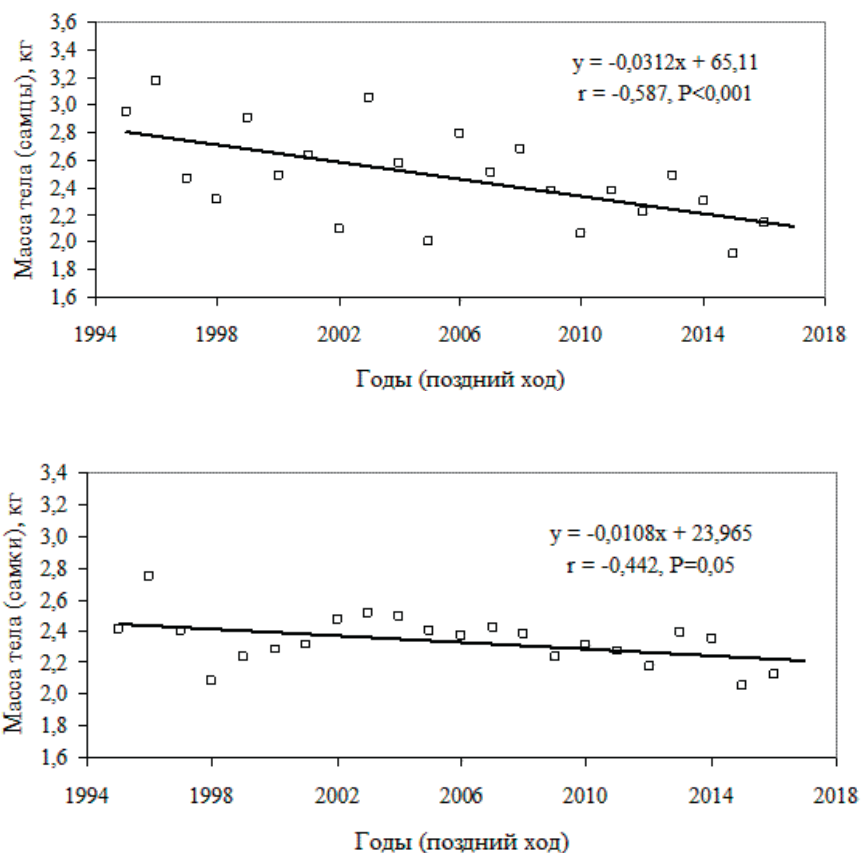 3,6
3,4
3,2
3,0
2,8
2,6
2,4
2,2
2,0
1,8
1,6
Масса тела (самцы), кг
y = -0,0312x + 65,11
r = -0,587, P<0,001
1994 1998 2002 2006 2010 2014 2018
Годы (поздний ход)
3,4
3,2
3,0
2,8
2,6
2,4
2,2
2,0
1,8
1,6
Масса тела (самки), кг
y = -0,0108x + 23,965
r = -0,442, P=0,05
1994 1998 2002 2006 2010 2014 2018
Годы (поздний ход)